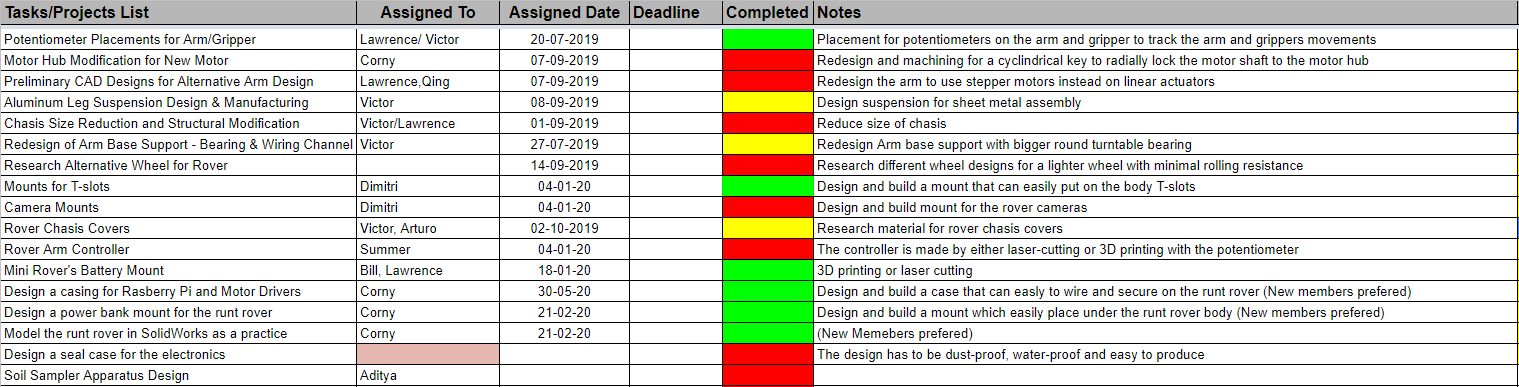 Tasks/Projects List Assigned To Assigned Date Deadline Completed Notes
Potentiometer Placements for Arm/Gripper Lawrence/ Victor 20-07-2019 Placement for potentiometers on the arm and gripper to track the arm and grippers movements
Motor Hub Modification for New Motor Corny 07-09-2019 Redesign and machining for a cyclindrical key to radially lock the motor shaft to the motor hub
Preliminary CAD Designs for Alternative Arm Design Lawrence,Qing 07-09-2019 Redesign the arm to use stepper motors instead on linear actuators
Aluminum Leg Suspension Design & Manufacturing Victor 08-09-2019 Design suspension for sheet metal assembly
Chasis Size Reduction and Structural Modification Victor/Lawrence 01-09-2019 Reduce size of chasis
Redesign of Arm Base Support - Bearing & Wiring Channel Victor 27-07-2019 Redesign Arm base support with bigger round turntable bearing
Research Alternative Wheel for Rover 14-09-2019 Research different wheel designs for a lighter wheel with minimal rolling resistance
Mounts for T-slots Dimitri 04-01-20 Design and build a mount that can easily put on the body T-slots
Camera Mounts Dimitri 04-01-20 Design and build mount for the rover cameras
Rover Chasis Covers Victor, Arturo 02-10-2019 Research material for rover chasis covers
Rover Arm Controller Summer 04-01-20 The controller is made by either laser-cutting or 3D printing with the potentiometer
Mini Rover's Battery Mount Bill, Lawrence 18-01-20 3D printing or laser cutting
Design a casing for Rasberry Pi and Motor Drivers Corny 30-05-20 Design and build a case that can easly to wire and secure on the runt rover (New members prefered)
Design a power bank mount for the runt rover Corny 21-02-20 Design and build a mount which easily place under the runt rover body (New members prefered)
Model the runt rover in SolidWorks as a practice Corny 21-02-20 (New Memebers prefered)
Design a seal case for the electronics The design has to be dust-proof, water-proof and easy to produce
Soil Sampler Apparatus Design Aditya